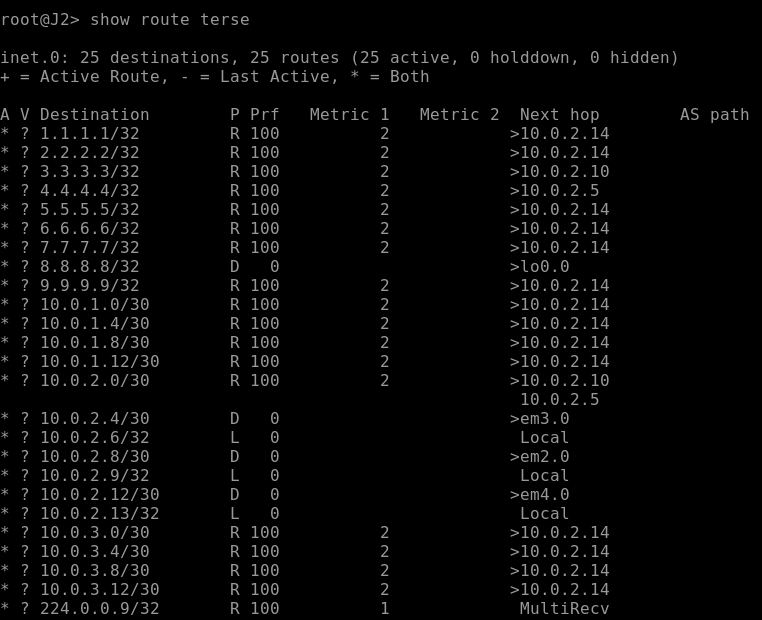 root@J2> show route terse

inet.0: 25 destinations, 25 routes (25 active, 0 holddown, 0 hidden)
+ = Active Route, - = Last Active, * = Both

A V Destination        P Prf   Metric 1   Metric 2  Next hop        AS path
* ? 1.1.1.1/32         R 100          2            >10.0.2.14
* ? 2.2.2.2/32         R 100          2            >10.0.2.14
* ? 3.3.3.3/32         R 100          2            >10.0.2.10
* ? 4.4.4.4/32         R 100          2            >10.0.2.5
* ? 5.5.5.5/32         R 100          2            >10.0.2.14
* ? 6.6.6.6/32         R 100          2            >10.0.2.14
* ? 7.7.7.7/32         R 100          2            >10.0.2.14
* ? 8.8.8.8/32         D   0                       >lo0.0
* ? 9.9.9.9/32         R 100          2            >10.0.2.14
* ? 10.0.1.0/30        R 100          2            >10.0.2.14
* ? 10.0.1.4/30        R 100          2            >10.0.2.14
* ? 10.0.1.8/30        R 100          2            >10.0.2.14
* ? 10.0.1.12/30       R 100          2            >10.0.2.14
* ? 10.0.2.0/30        R 100          2            >10.0.2.10
                                                    10.0.2.5
* ? 10.0.2.4/30        D   0                       >em3.0
* ? 10.0.2.6/32        L   0                        Local
* ? 10.0.2.8/30        D   0                       >em2.0
* ? 10.0.2.9/32        L   0                        Local
* ? 10.0.2.12/30       D   0                       >em4.0
* ? 10.0.2.13/32       L   0                        Local
* ? 10.0.3.0/30        R 100          2            >10.0.2.14
* ? 10.0.3.4/30        R 100          2            >10.0.2.14
* ? 10.0.3.8/30        R 100          2            >10.0.2.14
* ? 10.0.3.12/30       R 100          2            >10.0.2.14
* ? 224.0.0.9/32       R 100          1             MultiRecv